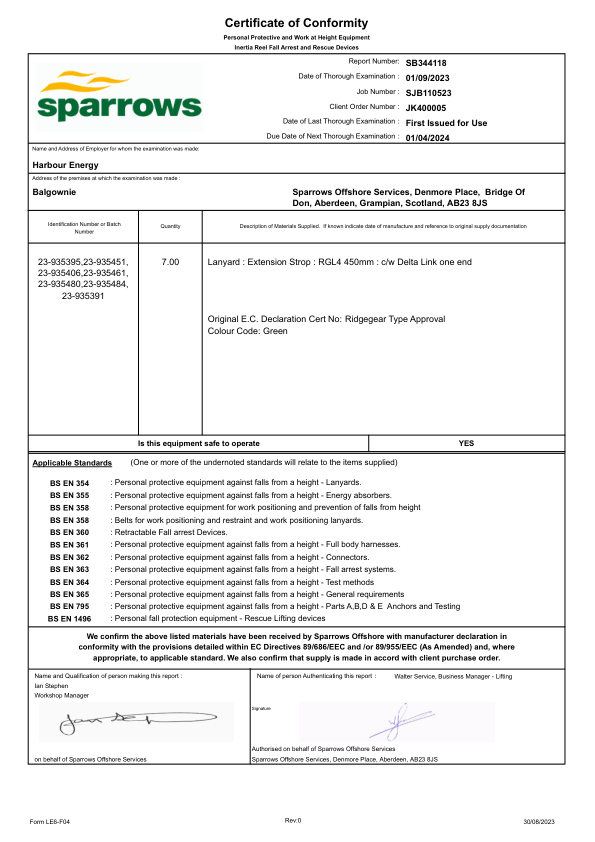 Certificate of Conformity
Personal Protective and Work at Height Equipment
Inertia Reel Fall Arrest and Rescue Devices
sparrows
Report Number: SB344118
Date of Thorough Examination : 01/09/2023
Job Number : SJB110523
Client Order Number : JK400005
Date of Last Thorough Examination : First Issued for Use
Due Date of Next Thorough Examination : 01/04/2024
Name and Address of Employer for whom the examination was made:
Harbour Energy
Address of the premises at which the examination was made :
Balgownie
Sparrows Offshore Services, Denmore Place, Bridge Of
Don, Aberdeen, Grampian, Scotland, AB23 8JS
Identification Number or Batch
Number
Quantity
Description of Materials Supplied. If known indicate date of manufacture and reference to original supply documentation
23-935395,23-935451,
23-935406,23-935461,
23-935480,23-935484,
23-935391
7.00
Lanyard : Extension Strop : RGL4 450mm : c/w Delta Link one end
Original E.C. Declaration Cert No: Ridgegear Type Approval
Colour Code: Green
Is this equipment safe to operate YES
Applicable Standards (One or more of the undernoted standards will relate to the items supplied)
BS EN 354 : Personal protective equipment against falls from a height - Lanyards.
BS EN 355 : Personal protective equipment against falls from a height - Energy absorbers.
BS EN 358 : Personal protective equipment for work positioning and prevention of falls from height
BS EN 358 : Belts for work positioning and restraint and work positioning lanyards.
BS EN 360 : Retractable Fall arrest Devices.
BS EN 361 : Personal protective equipment against falls from a height - Full body harnesses.
BS EN 362 : Personal protective equipment against falls from a height - Connectors.
BS EN 363 : Personal protective equipment against falls from a height - Fall arrest systems.
BS EN 364 : Personal protective equipment against falls from a height - Test methods
BS EN 365 : Personal protective equipment against falls from a height - General requirements
BS EN 795 : Personal protective equipment against falls from a height - Parts A,B,D & E Anchors and Testing
BS EN 1496 : Personal fall protection equipment - Rescue Lifting devices
We confirm the above listed materials have been received by Sparrows Offshore with manufacturer declaration in
conformity with the provisions detailed within EC Directives 89/686/EEC and /or 89/955/EEC (As Amended) and, where
appropriate, to applicable standard. We also confirm that supply is made in accord with client purchase order.
Name and Qualification of person making this report :
Ian Stephen
Workshop Manager
on behalf of Sparrows Offshore Services
Name of person Authenticating this report : Walter Service, Business Manager - Lifting
Signature
Authorised on behalf of Sparrows Offshore Services
Sparrows Offshore Services, Denmore Place, Aberdeen, AB23 8JS
Form LE6-F04 Rev:0 30/08/2023